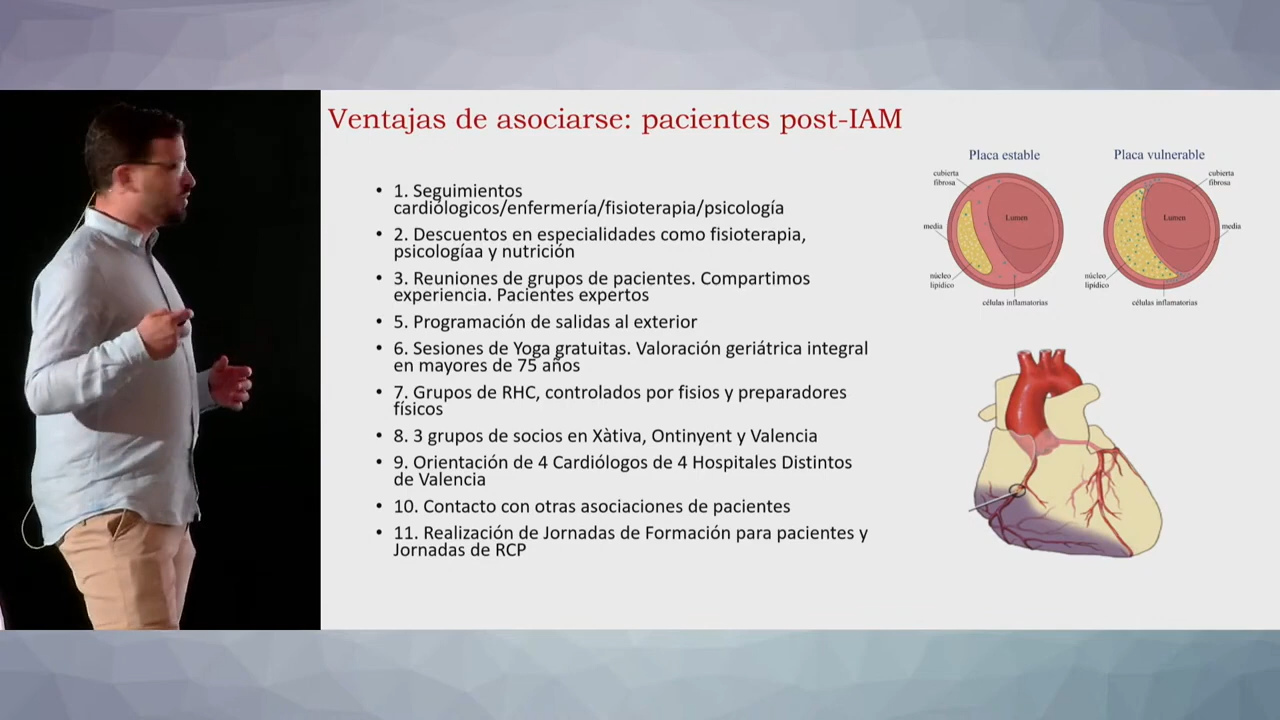 Ventajas de asociarse: pacientes post-IAM
• 1. Seguimientos
cardiólogicos/enfermería/fisioterapia/psicología
• 2. Descuentos en especialidades como fisioterapia,
psicologíaa y nutrición
• 3. Reuniones de grupos de pacientes. Compartimos
experiencia. Pacientes expertos
• 5. Programación de salidas al exterior
• 6. Sesiones de Yoga gratuitas. Valoración geriátrica integral
en mayores de 75 años
• 7. Grupos de RHC, controlados por fisios y preparadores
físicos
• 8. 3 grupos de socios en Xàtiva, Ontinyent y Valencia
• 9. Orientación de 4 Cardiólogos de 4 Hospitales Distintos
de Valencia
• 10. Contacto con otras asociaciones de pacientes
• 11. Realización de Jornadas de Formación para pacientes y
Jornadas de RCP
Placa estable
cubierta
fibrosa
Lumen
media
núcleo
lipídico
células inflamatorias
Placa vulnerable
cubierta
fibrosa
Lumen
media
núcleo
lipídico
células inflamatorias